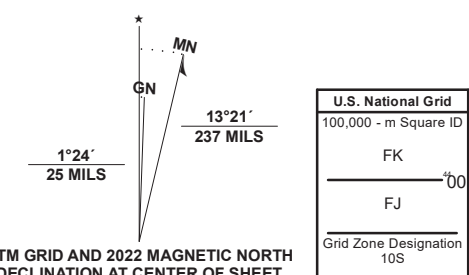 ★
MN
GN
13°21´
237 MILS
1°24´
25 MILS
TM GRID AND 2022 MAGNETIC NORTH
DECLINATION AT CENTER OF SHEET
U.S. National Grid
100,000 - m Square ID
FK
⁴⁴00
FJ
Grid Zone Designation
10S